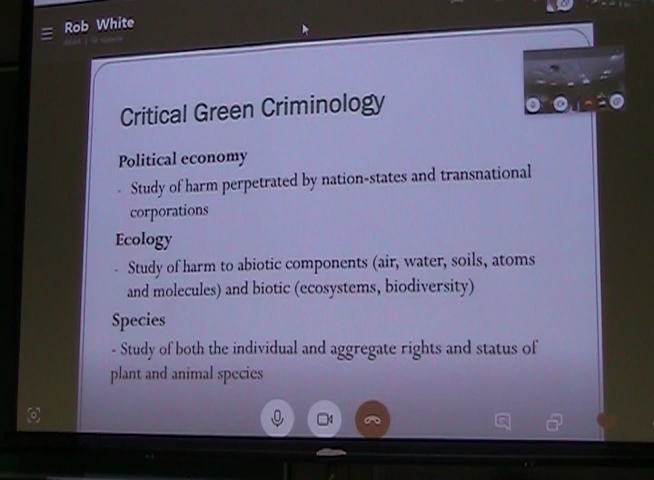 Rob White
Critical Green Criminology
Political economy
- Study of harm perpetrated by nation-states and transnational
corporations
Ecology
- Study of harm to abiotic components (air, water, soils, atoms
and molecules) and biotic (ecosystems, biodiversity)
Species
- Study of both the individual and aggregate rights and status of
plant and animal species